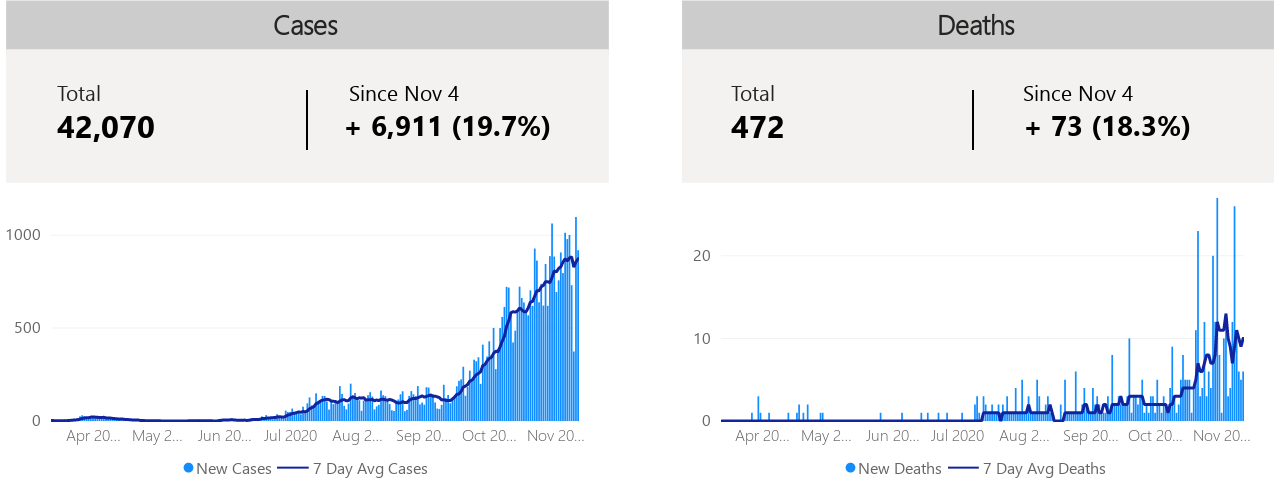 Cases
Total
Since Nov 4
42,070
+ 6,911 (19.7%)
1000
500
0
Apr 20... May 2... Jun 20... Jul 2020 Aug 2... Sep 20... Oct 20... Nov 20...
New Cases 7 Day Avg Cases
Deaths
Total
Since Nov 4
472
+ 73 (18.3%)
20
10
0
Apr 20... May 2... Jun 20... Jul 2020 Aug 2... Sep 20... Oct 20... Nov 20...
New Deaths 7 Day Avg Deaths